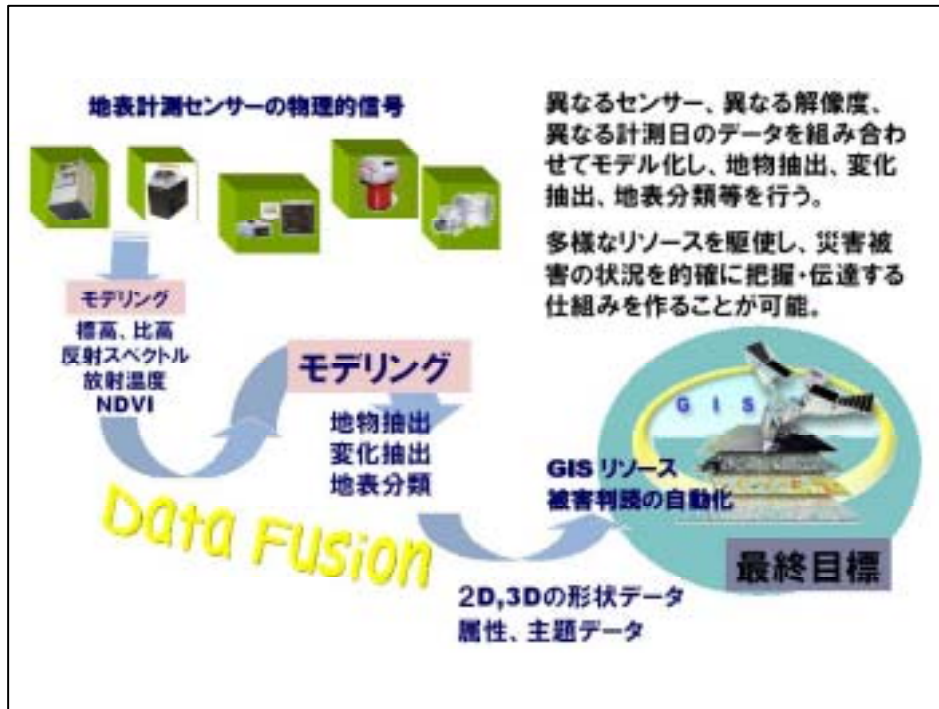 地表計測センサーの物理的信号
異なるセンサー、異なる解像度、
異なる計測日のデータを組み合わ
せてモデル化し、地物抽出、変化
抽出、地表分類等を行う。
多様なリソースを駆使し、災害被
害の状況を的確に把握・伝達する
仕組みを作ることが可能。
モデリング
標高、比高
反射スペクトル
放射温度
NDVI
モデリング
地物抽出
変化抽出
地表分類
Data Fusion
GIS
GIS リソース
被害判読の自動化
最終目標
2D,3Dの形状データ
属性、主題データ